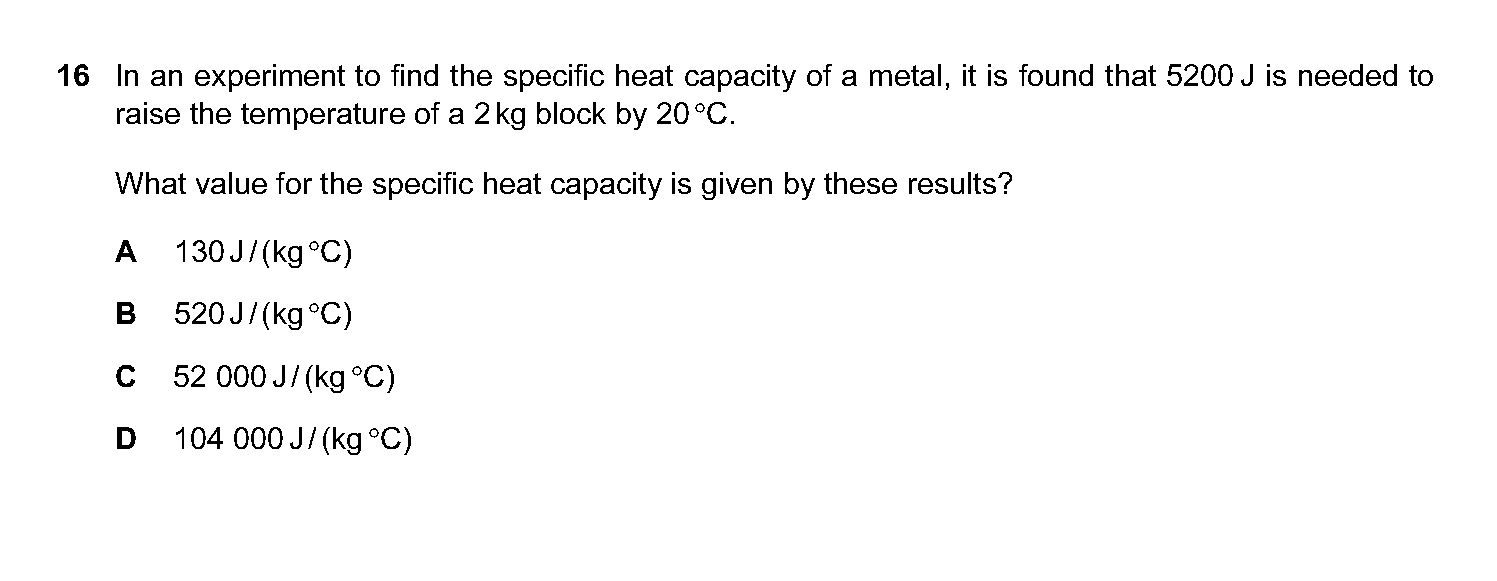 16 In an experiment to find the specific heat capacity of a metal, it is found that 5200 J is needed to
raise the temperature of a 2 kg block by 20 °C.
What value for the specific heat capacity is given by these results?
A 130 J / (kg °C)
B 520 J / (kg °C)
C 52 000 J / (kg °C)
D 104 000 J / (kg °C)